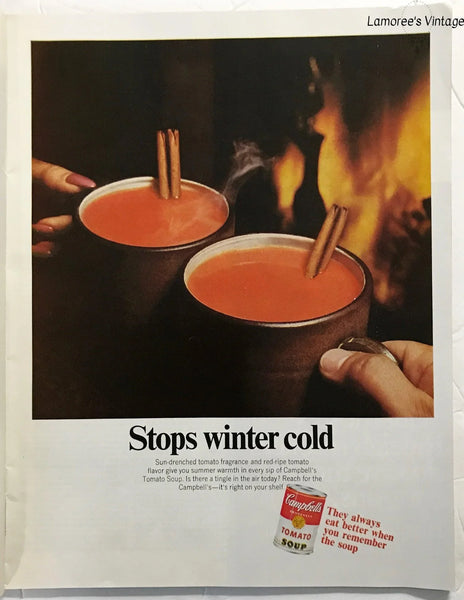 Lamoree's Vintage
Stops winter cold
Sun-drenched tomato fragrance and red-ripe tomato
flavor give you summer warmth in every sip of Campbell's
Tomato Soup. Is there a tingle in the air today? Reach for the
Campbell's—it's right on your shelf.
Campbell's
TOMATO
SOUP
They always
eat better when
you remember
the soup